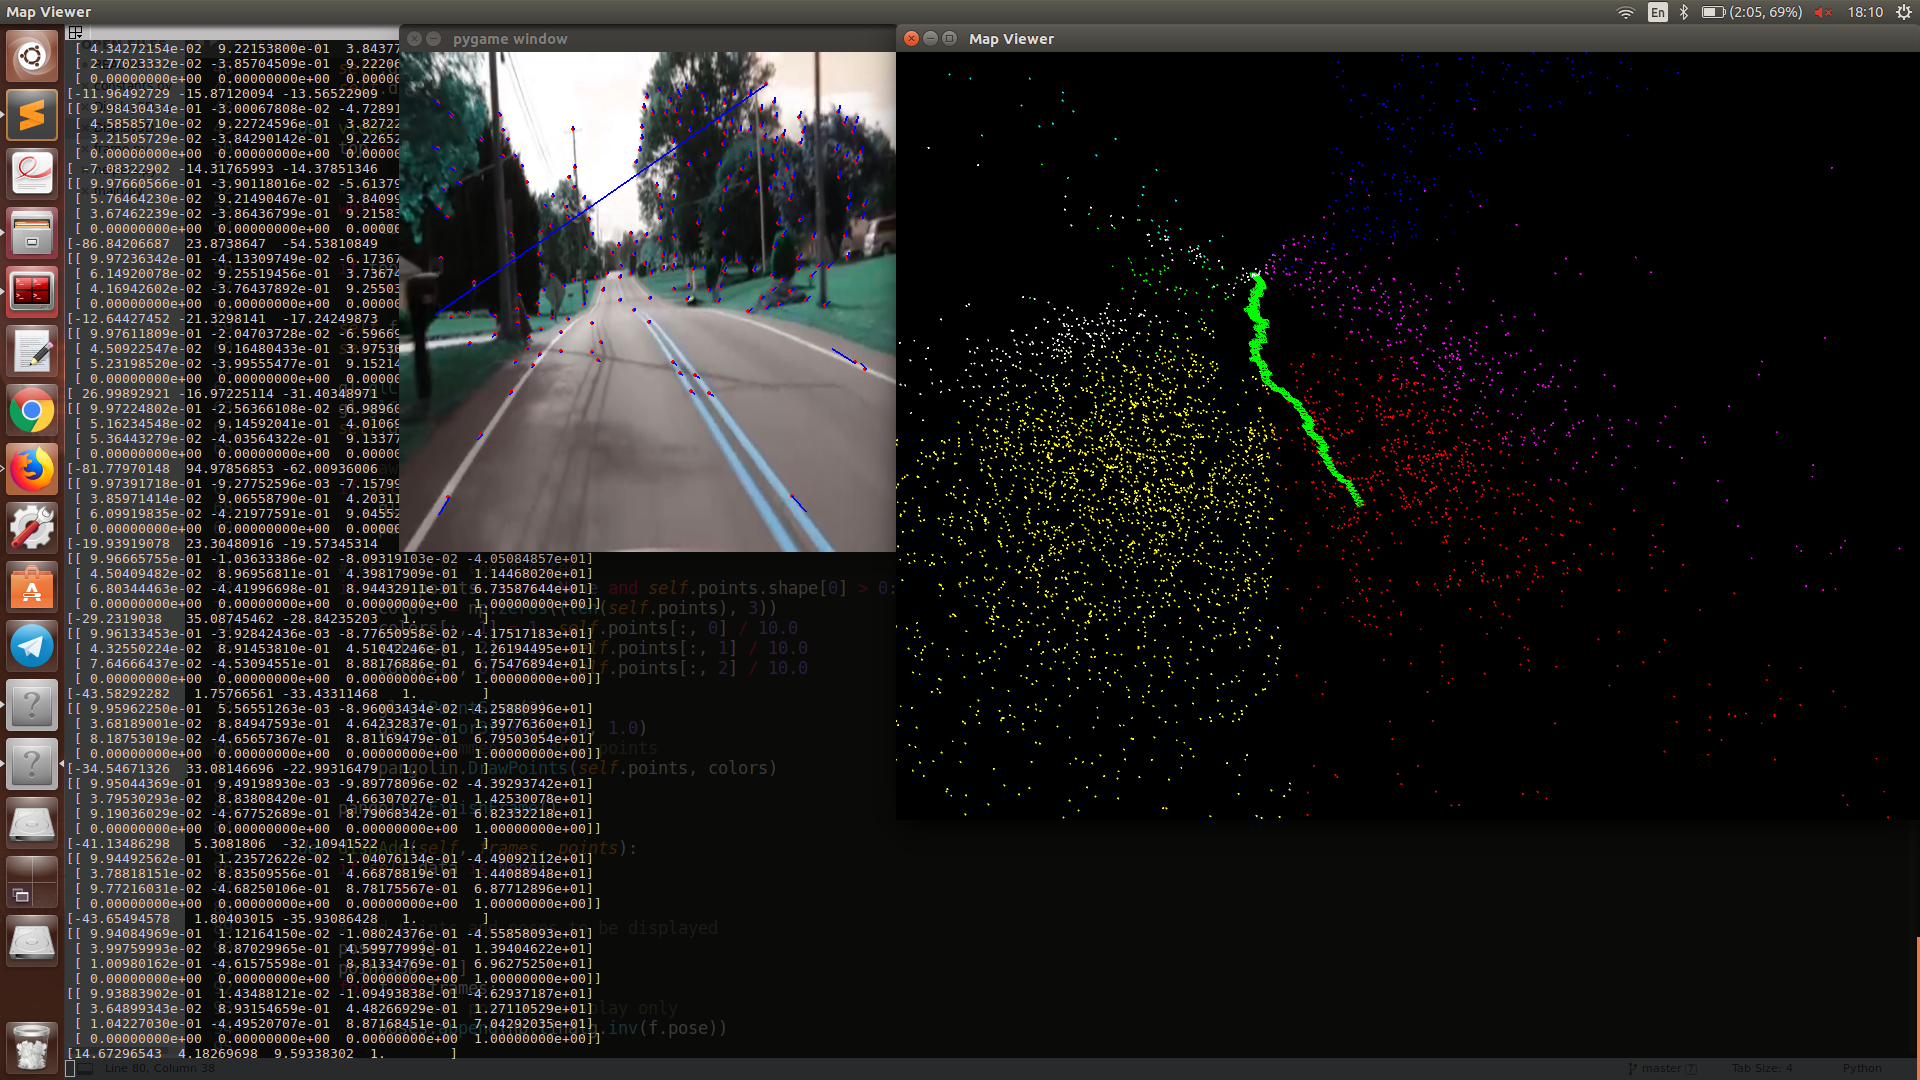 Map Viewer
En
(2:05, 69%)
18:10
pygame window
Map Viewer
[ 4.34272154e-02 9.22153800e-01 3.84377
[ 2.77023332e-02 -3.85704509e-01 9.22206
[ 0.00000000e+00 0.00000000e+00 0.0000
[-11.96492729 -15.87120094 -13.56522909
[[ 9.98430434e-01 -3.00067808e-02 -4.72891
[ 4.58585710e-02 9.22724596e-01 3.82722
[ 3.21505729e-02 -3.84290142e-01 9.22652
[ 0.00000000e+00 0.00000000e+00 0.0000
[ -7.08322902 -14.31765993 -14.37851346
[[ 9.97660566e-01 -3.90118016e-02 -5.61379
[ 5.76464230e-02 9.21490467e-01 3.84099
[ 3.67462239e-02 -3.86436799e-01 9.21583
[ 0.00000000e+00 0.00000000e+00 0.0000
[-86.84206687 23.8738647 -54.53810849
[[ 9.97236342e-01 -4.13309749e-02 -6.17367
[ 6.14920078e-02 9.25519456e-01 3.73674
[ 4.16942602e-02 -3.76437892e-01 9.25503
[ 0.00000000e+00 0.00000000e+00 0.0000
[-12.64427452 -21.3298141 -17.24249873
[[ 9.97611809e-01 -2.04703728e-02 -6.59669
[ 4.50922547e-02 9.16480433e-01 3.97530
[ 5.23198520e-02 -3.99555477e-01 9.15214
[ 0.00000000e+00 0.00000000e+00 0.0000
[ 26.99892921 -16.97225114 -31.40348971
[[ 9.97224802e-01 -2.56366108e-02 -6.98960
[ 5.16234548e-02 9.14592041e-01 4.01069
[ 5.36443279e-02 -4.03564322e-01 9.13377
[ 0.00000000e+00 0.00000000e+00 0.0000
[-81.77970148 94.97856853 -62.00936006
[[ 9.97391718e-01 -9.27752596e-03 -7.15799
[ 3.85971414e-02 9.06558790e-01 4.20311
[ 6.09919835e-02 -4.21977591e-01 9.04552
[ 0.00000000e+00 0.00000000e+00 0.0000
[-19.93919078 23.30480916 -19.57345314
[[ 9.96665755e-01 -1.03633386e-02 -8.09319103e-02 -4.05084857e+01]
[ 4.50409482e-02 8.96956811e-01 4.39817909e-01 1.14468020e+01]
[ 6.80344463e-02 -4.41996698e-01 8.94432911e-01 6.73587644e+01]
[ 0.00000000e+00 0.00000000e+00 0.00000000e+00 1.00000000e+00]]
[-29.2319038 35.08745462 -28.84235203 1. ]
[[ 9.96133453e-01 -3.92842436e-03 -8.77650958e-02 -4.17517183e+01]
[ 4.32550224e-02 8.91453810e-01 4.51042246e-01 1.26194495e+01]
[ 7.64666437e-02 -4.53094551e-01 8.88176886e-01 6.75476894e+01]
[ 0.00000000e+00 0.00000000e+00 0.00000000e+00 1.00000000e+00]]
[-43.58292282 1.75766561 -33.43311468 1. ]
[[ 9.95962250e-01 5.56551263e-03 -8.96003434e-02 -4.25880996e+01]
[ 3.68189001e-02 8.84947593e-01 4.64232837e-01 1.39776360e+01]
[ 8.18753019e-02 -4.65657367e-01 8.81169479e-01 6.79503054e+01]
[ 0.00000000e+00 0.00000000e+00 0.00000000e+00 1.00000000e+00]]
[-34.54671326 33.08146696 -22.99316479 1. ]
[[ 9.95044369e-01 9.49198930e-03 -9.89778096e-02 -4.39293742e+01]
[ 3.79530293e-02 8.83808420e-01 4.66307027e-01 1.42530078e+01]
[ 9.19036029e-02 -4.67752689e-01 8.79068342e-01 6.82332218e+01]
[ 0.00000000e+00 0.00000000e+00 0.00000000e+00 1.00000000e+00]]
[-41.13486298 5.3081806 -32.10941522 1. ]
[[ 9.94492562e-01 1.23572622e-02 -1.04076134e-01 -4.49092112e+01]
[ 3.78818151e-02 8.83509556e-01 4.66878819e-01 1.44088948e+01]
[ 9.77216031e-02 -4.68250106e-01 8.78175567e-01 6.87712896e+01]
[ 0.00000000e+00 0.00000000e+00 0.00000000e+00 1.00000000e+00]]
[-43.65494578 1.80403015 -35.93086428 1. ]
[[ 9.94084969e-01 1.12164150e-02 -1.08024376e-01 -4.55858093e+01]
[ 3.99759993e-02 8.87029965e-01 4.59977999e-01 1.39404622e+01]
[ 1.00980162e-01 -4.61575598e-01 8.81334769e-01 6.96275250e+01]
[ 0.00000000e+00 0.00000000e+00 0.00000000e+00 1.00000000e+00]]
[[ 9.93883902e-01 1.43488121e-02 -1.09493838e-01 -4.62937187e+01]
[ 3.64899343e-02 8.93154659e-01 4.48266929e-01 1.27110529e+01]
[ 1.04227030e-01 -4.49520707e-01 8.87168451e-01 7.04292035e+01]
[ 0.00000000e+00 0.00000000e+00 0.00000000e+00 1.00000000e+00]]
[14.67296543 4.18269698 9.59338302 1. ]
and self.points.shape[0] > 0:
(self.points), 3))
.points[:, 0] / 10.0
f.points[:, 1] / 10.0
f.points[:, 2] / 10.0
1.0)
points
pangolin.DrawPoints(self.points, colors)
self, frames, points):
to be displayed
frames
play only
poses.append(np.linalg.inv(f.pose))
Line 80, Column 38
master
Tab Size: 4
Python